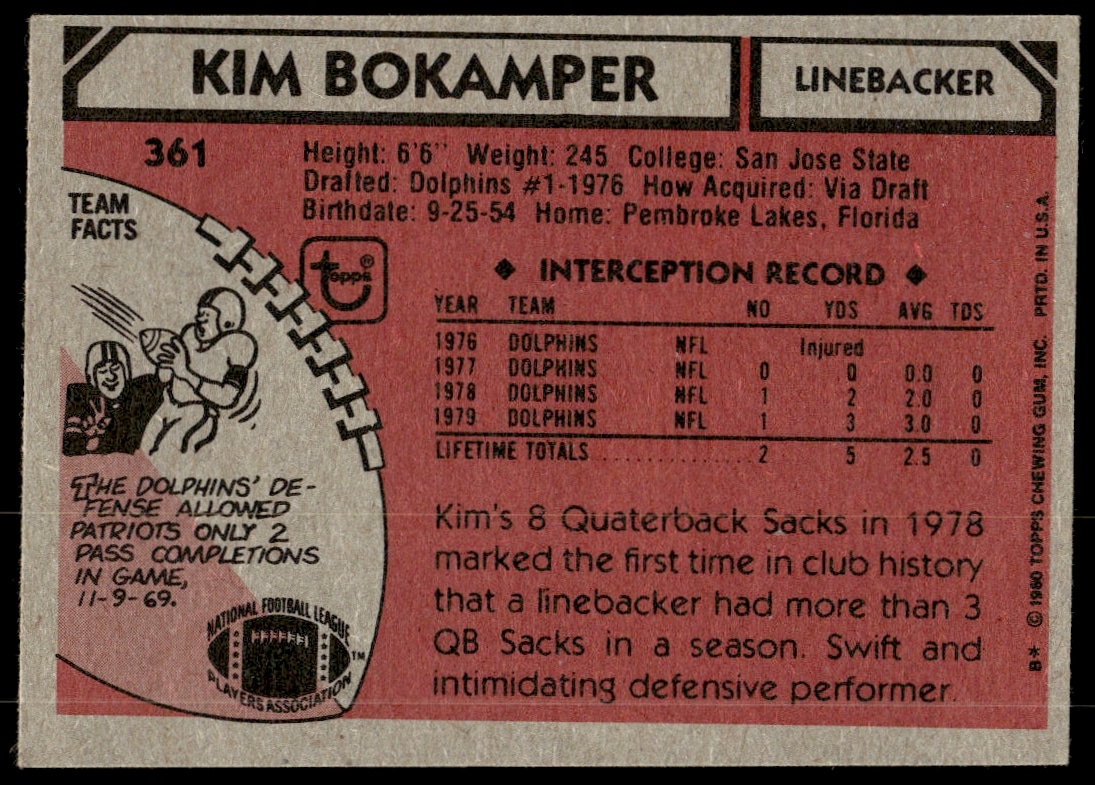 KIM BOKAMPER
LINEBACKER
361
Height: 6'6" Weight: 245 College: San Jose State
Drafted: Dolphins #1-1976 How Acquired: Via Draft
Birthdate: 9-25-54 Home: Pembroke Lakes, Florida
TEAM
FACTS
topps®
◆ INTERCEPTION RECORD ◆
YEAR TEAM NO YDS AVG TDS
1976 DOLPHINS NFL Injured
1977 DOLPHINS NFL 0 0 0.0 0
1978 DOLPHINS NFL 1 2 2.0 0
1979 DOLPHINS NFL 1 3 3.0 0
LIFETIME TOTALS 2 5 2.5 0
THE DOLPHINS' DE-
FENSE ALLOWED
PATRIOTS ONLY 2
PASS COMPLETIONS
IN GAME,
11-9-69.
NATIONAL FOOTBALL LEAGUE
PLAYERS ASSOCIATION
TM
Kim's 8 Quaterback Sacks in 1978
marked the first time in club history
that a linebacker had more than 3
QB Sacks in a season. Swift and
intimidating defensive performer.
B* © 1980 TOPPS CHEWING GUM, INC. PRTD. IN U.S.A.